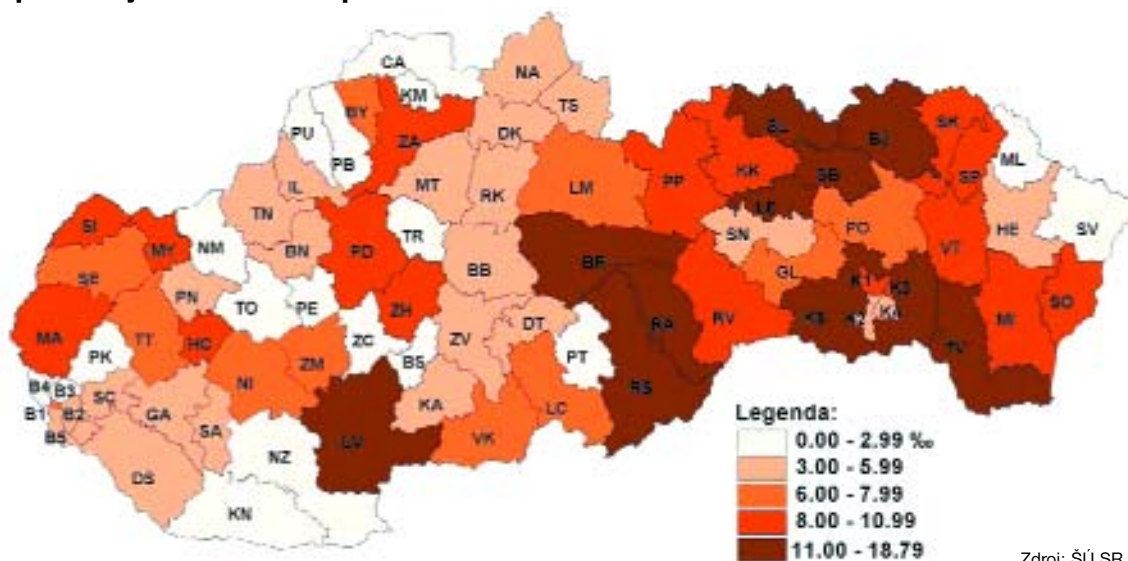 CA
NA
KM
BY
TS
PU
ZA
DK
PB
SL
BJ
SK
ML
KK
SB
SP
PP
IL
MT
RK
LM
TN
SI
MY
NM
BN
PD
TR
SN
PO
VT
HE
SV
SE
BB
BR
GL
PN
TO
PE
ZH
K1
K3
MA
TT
HC
ZC
ZV
DT
RA
RV
KS
K2
K4
MI
SO
PK
ZM
BS
PT
TV
B4
B3
SC
NI
KA
LC
RS
B1
B2
GA
SA
LV
VK
B5
DS
NZ
KN
Legenda:
0.00 - 2.99 ‰
3.00 - 5.99
6.00 - 7.99
8.00 - 10.99
11.00 - 18.79
Zdroj: ŠÚ SR